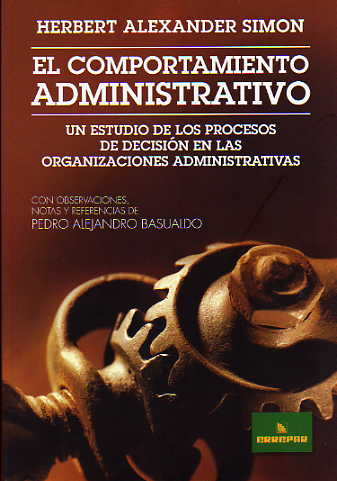 HERBERT ALEXANDER SIMON
EL COMPORTAMIENTO
ADMINISTRATIVO
UN ESTUDIO DE LOS PROCESOS
DE DECISIÓN EN LAS
ORGANIZACIONES ADMINISTRATIVAS
CON OBSERVACIONES,
NOTAS Y REFERENCIAS DE
PEDRO ALEJANDRO BASUALDO
ERREPAR